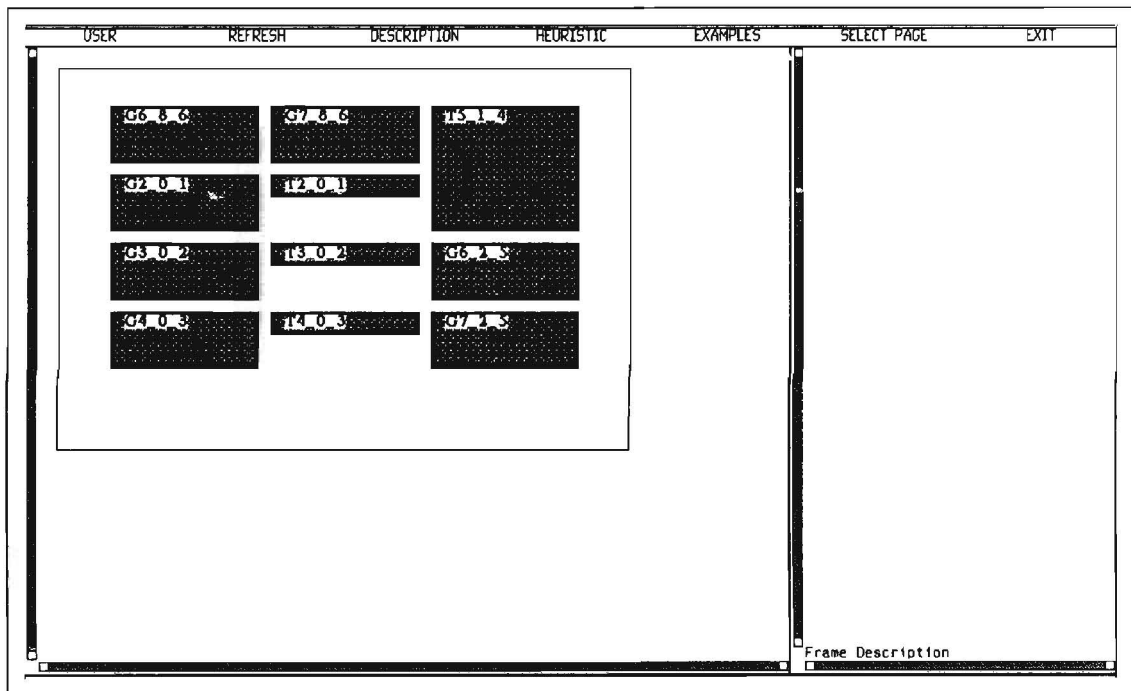 USER REFRESH DESCRIPTION HEURISTIC EXAMPLES SELECT PAGE EXIT
G6_8_6 G7_8_6 T5_1_4
G2_0_1 T2_0_1
G3_0_2 T3_0_2 G6_2_5
G4_0_3 T4_0_3 G7_2_5
Frame Description